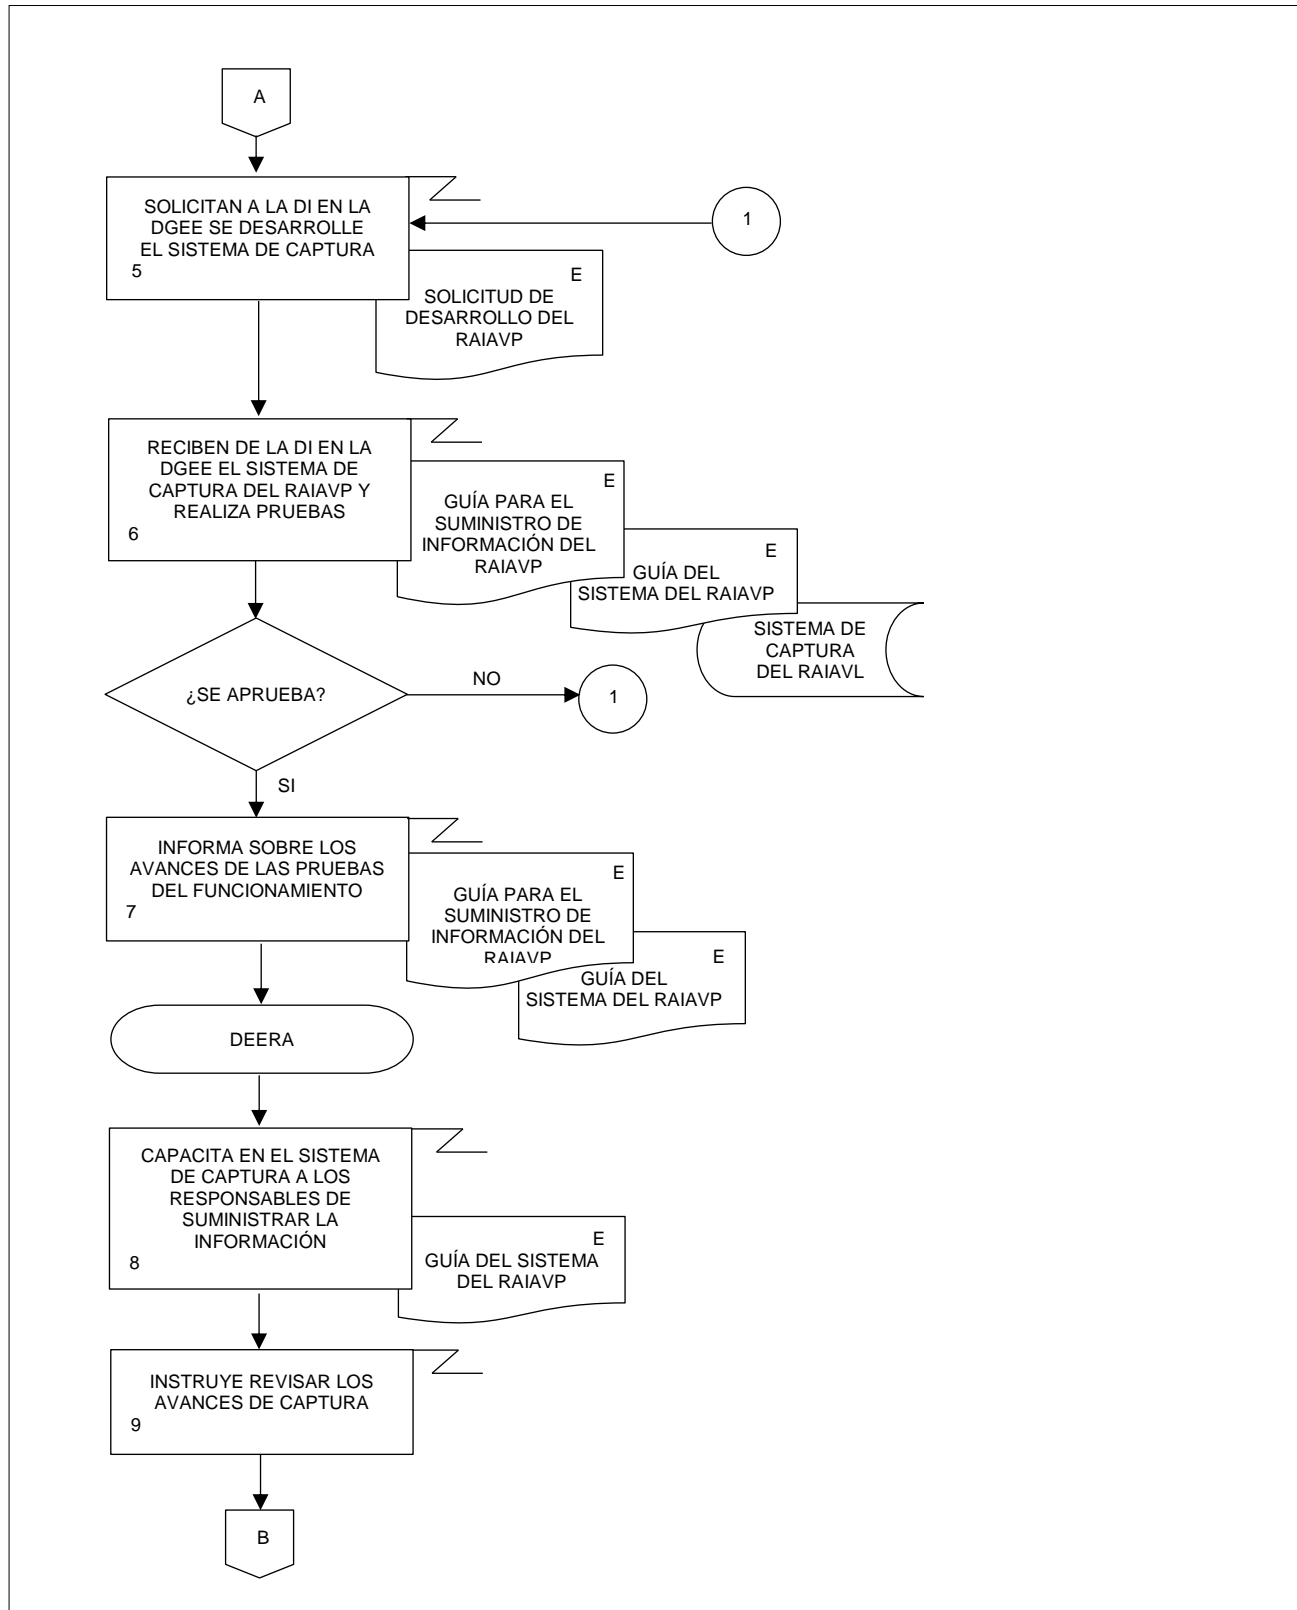 A
SOLICITAN A LA DI EN LA
DGEE SE DESARROLLE
EL SISTEMA DE CAPTURA
5
1
E
SOLICITUD DE
DESARROLLO DEL
RAIAVP
RECIBEN DE LA DI EN LA
DGEE EL SISTEMA DE
CAPTURA DEL RAIAVP Y
REALIZA PRUEBAS
6
E
GUÍA PARA EL
SUMINISTRO DE
INFORMACIÓN DEL
RAIAVP
E
GUÍA DEL
SISTEMA DEL RAIAVP
SISTEMA DE
CAPTURA
DEL RAIAVL
¿SE APRUEBA?
NO
1
SI
INFORMA SOBRE LOS
AVANCES DE LAS PRUEBAS
DEL FUNCIONAMIENTO
7
E
GUÍA PARA EL
SUMINISTRO DE
INFORMACIÓN DEL
RAIAVP
E
GUÍA DEL
SISTEMA DEL RAIAVP
DEERA
CAPACITA EN EL SISTEMA
DE CAPTURA A LOS
RESPONSABLES DE
SUMINISTRAR LA
INFORMACIÓN
8
E
GUÍA DEL SISTEMA
DEL RAIAVP
INSTRUYE REVISAR LOS
AVANCES DE CAPTURA
9
B